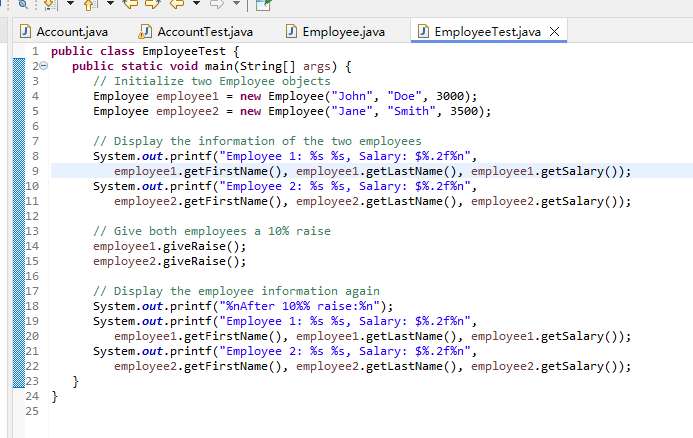 Account.java AccountTest.java Employee.java EmployeeTest.java
1 public class EmployeeTest {
2 public static void main(String[] args) {
3 // Initialize two Employee objects
4 Employee employee1 = new Employee("John", "Doe", 3000);
5 Employee employee2 = new Employee("Jane", "Smith", 3500);
6
7 // Display the information of the two employees
8 System.out.printf("Employee 1: %s %s, Salary: $%.2f%n",
9 employee1.getFirstName(), employee1.getLastName(), employee1.getSalary());
10 System.out.printf("Employee 2: %s %s, Salary: $%.2f%n",
11 employee2.getFirstName(), employee2.getLastName(), employee2.getSalary());
12
13 // Give both employees a 10% raise
14 employee1.giveRaise();
15 employee2.giveRaise();
16
17 // Display the employee information again
18 System.out.printf("%nAfter 10%% raise:%n");
19 System.out.printf("Employee 1: %s %s, Salary: $%.2f%n",
20 employee1.getFirstName(), employee1.getLastName(), employee1.getSalary());
21 System.out.printf("Employee 2: %s %s, Salary: $%.2f%n",
22 employee2.getFirstName(), employee2.getLastName(), employee2.getSalary());
23 }
24 }
25